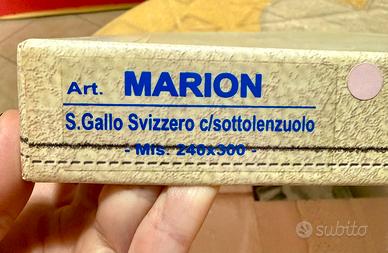 Art. MARION
S.Gallo Svizzero c/sottolenzuolo
- Mis. 240x300 -
subito